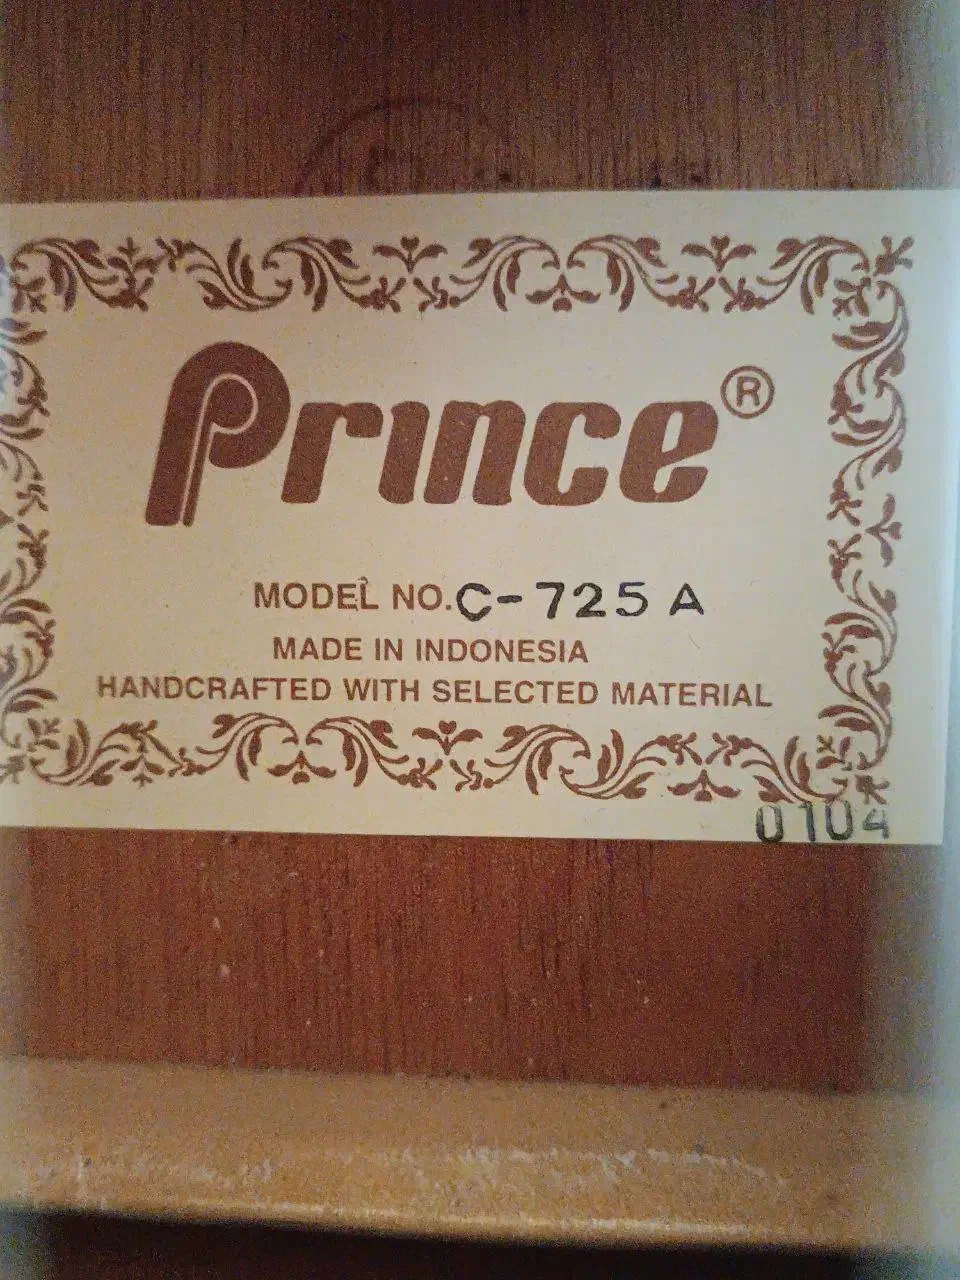 Prince®
MODEL NO. C-725 A
MADE IN INDONESIA
HANDCRAFTED WITH SELECTED MATERIAL
0104